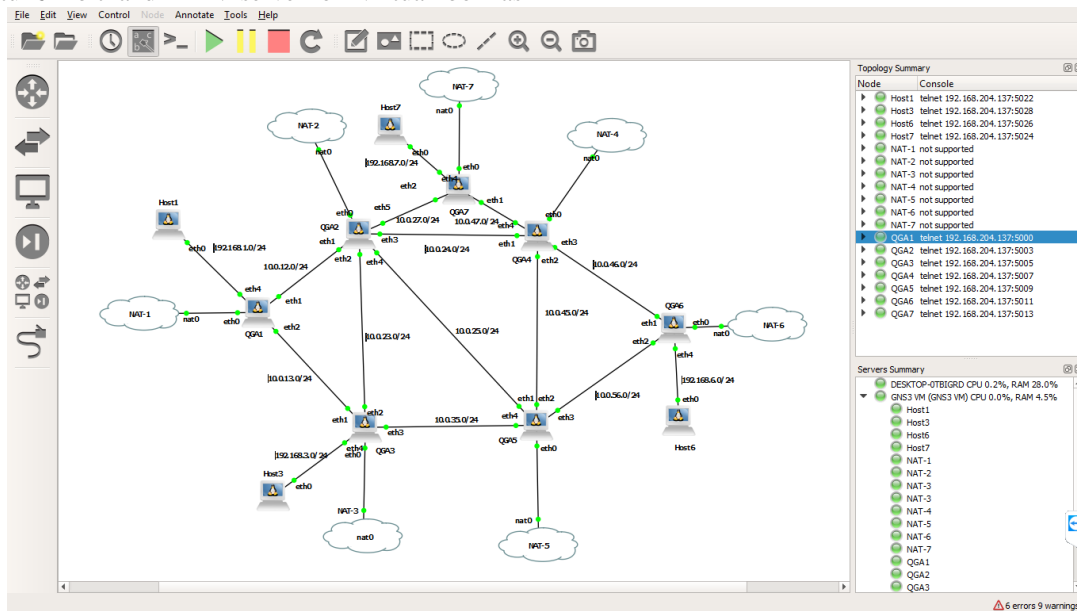 File Edit View Control Node Annotate Tools Help
NAT-7
nat0
Host7
NAT-2
nat0
NAT-4
nat0
eth0
192.168.7.0/24
eth0
eth4
eth2
QGA7
eth1
eth5
eth0
10.0.27.0/24
10.0.47.0/24
eth4
eth0
QGA2
eth1
eth3
10.0.24.0/24
eth1
eth3
eth2
eth4
QGA4
eth2
Host1
eth0
192.168.1.0/24
10.0.12.0/24
10.0.46.0/24
eth4
eth1
NAT-1
nat0
eth0
QGA1
eth2
10.0.23.0/24
10.0.25.0/24
10.0.45.0/24
QGA6
eth1
eth0
nat0
NAT-6
eth2
eth4
10.0.13.0/24
192.168.6.0/24
10.0.56.0/24
eth0
Host6
eth1
eth2
eth3
QGA3
eth4
eth0
10.0.35.0/24
eth1
eth2
eth4
eth3
QGA5
eth0
192.168.3.0/24
Host3
eth0
NAT-3
nat0
nat0
NAT-5
Topology Summary
Node Console
Host1 telnet 192.168.204.137:5022
Host3 telnet 192.168.204.137:5028
Host6 telnet 192.168.204.137:5026
Host7 telnet 192.168.204.137:5024
NAT-1 not supported
NAT-2 not supported
NAT-3 not supported
NAT-4 not supported
NAT-5 not supported
NAT-6 not supported
NAT-7 not supported
QGA1 telnet 192.168.204.137:5000
QGA2 telnet 192.168.204.137:5003
QGA3 telnet 192.168.204.137:5005
QGA4 telnet 192.168.204.137:5007
QGA5 telnet 192.168.204.137:5009
QGA6 telnet 192.168.204.137:5011
QGA7 telnet 192.168.204.137:5013
Servers Summary
DESKTOP-0TBIGRD CPU 0.2%, RAM 28.0%
GNS3 VM (GNS3 VM) CPU 0.0%, RAM 4.5%
Host1
Host3
Host6
Host7
NAT-1
NAT-2
NAT-3
NAT-3
NAT-4
NAT-5
NAT-6
NAT-7
QGA1
QGA2
QGA3
6 errors 9 warnings